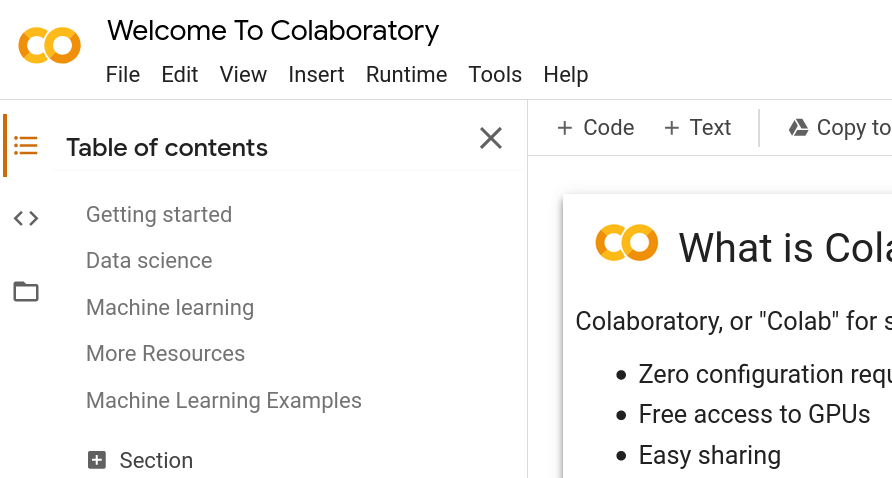 Welcome To Colaboratory
File Edit View Insert Runtime Tools Help
Table of contents
Getting started
Data science
Machine learning
More Resources
Machine Learning Examples
Section
+ Code + Text Copy to
What is Cola
Colaboratory, or "Colab" for s
• Zero configuration requ
• Free access to GPUs
• Easy sharing